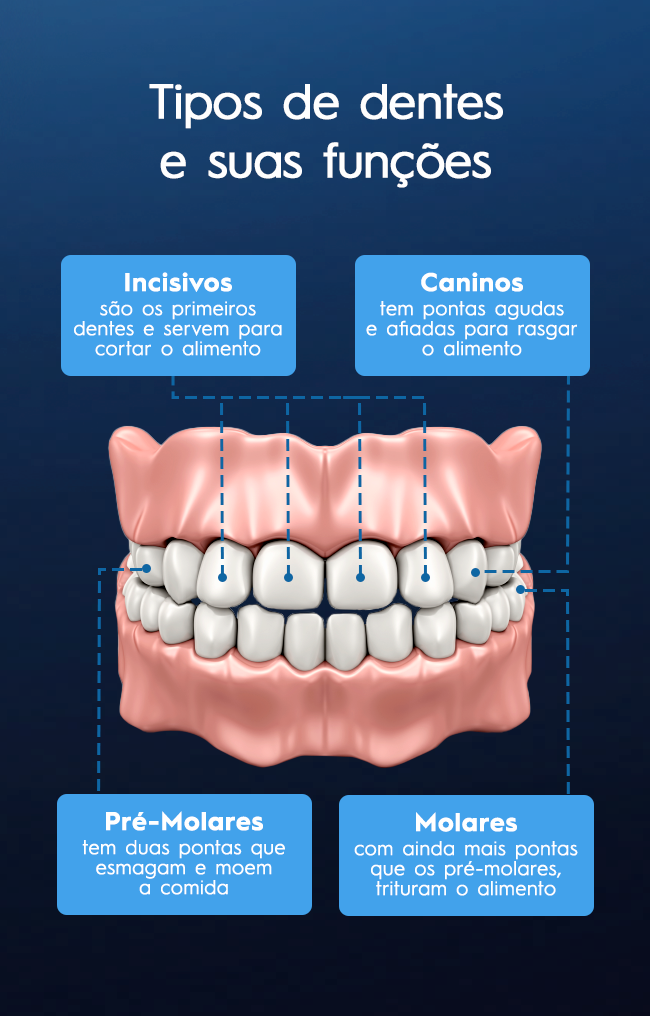 Tipos de dentes
e suas funções
Incisivos
são os primeiros
dentes e servem para
cortar o alimento
Caninos
tem pontas agudas
e afiadas para rasgar
o alimento
Pré-Molares
tem duas pontas que
esmagam e moem
a comida
Molares
com ainda mais pontas
que os pré-molares,
trituram o alimento